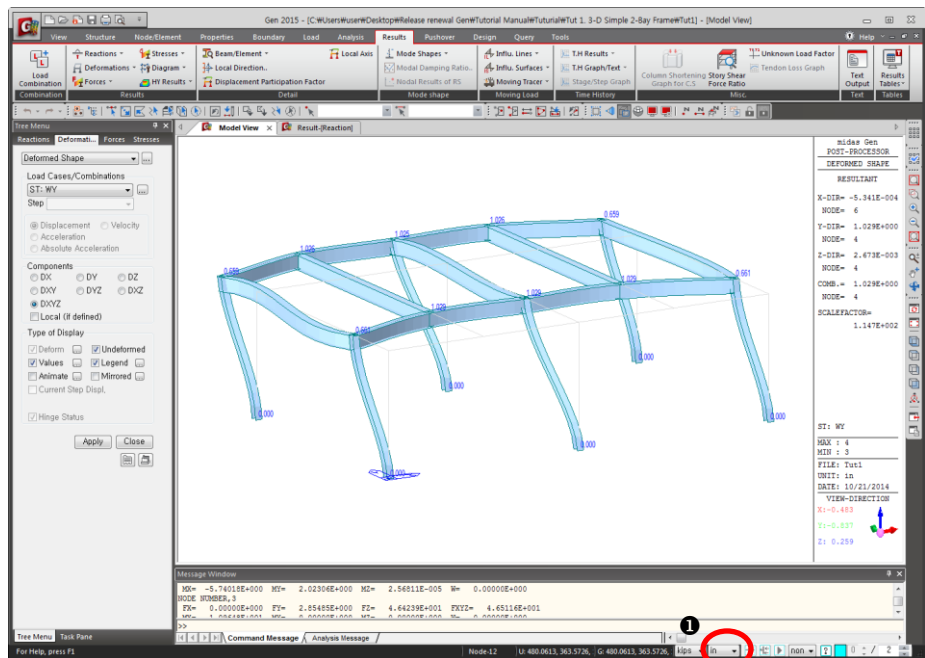 Gen 2015 - [C:₩Users₩user₩Desktop₩Release renewal Gen₩Tutorial Manual₩Tuturial₩Tut 1. 3-D Simple 2-Bay Frame₩Tut1] - [Model View]
View Structure Node/Element Properties Boundary Load Analysis Results Pushover Design Query Tools Help
Load Combination
Reactions Stresses
Deformations Diagram
Forces HY Results
Beam/Element Local Axis
Local Direction..
Displacement Participation Factor
Mode Shapes
Modal Damping Ratio..
Nodal Results of RS
Influ. Lines
Influ. Surfaces
Moving Tracer
T.H Results
T.H Graph/Text
Stage/Step Graph
Column Shortening Graph for C.S
Story Shear Force Ratio
Unknown Load Factor
Tendon Loss Graph
Text Output
Results Tables
Combination Results Detail Mode shape Moving Load Time History Misc. Text Tables
Tree Menu
Model View Result-[Reaction]
Reactions Deformati... Forces Stresses
Deformed Shape
Load Cases/Combinations
ST: WY
Step
Displacement Velocity
Acceleration
Absolute Acceleration
Components
DX DY DZ
DXY DYZ DXZ
DXYZ
Local (if defined)
Type of Display
Deform Undeformed
Values Legend
Animate Mirrored
Current Step Displ.
Hinge Status
Apply Close
0.659
1.026
1.025
1.026
0.659
0.661
1.029
1.029
0.661
0.000
0.000
0.000
0.000
0.000
0.000
midas Gen
POST-PROCESSOR
DEFORMED SHAPE
RESULTANT
X-DIR= -5.341E-004
NODE= 6
Y-DIR= 1.029E+000
NODE= 4
Z-DIR= 2.673E-003
NODE= 4
COMB.= 1.029E+000
NODE= 4
SCALEFACTOR=
1.147E+002
ST: WY
MAX : 4
MIN : 3
FILE: Tut1
UNIT: in
DATE: 10/21/2014
VIEW-DIRECTION
X:-0.483
Y:-0.837
Z: 0.259
Message Window
MX= -5.74018E+000 MY= 2.02306E+000 MZ= 2.56811E-005 W= 0.00000E+000
NODE NUMBER,3
FX= 0.00000E+000 FY= 2.85485E+000 FZ= 4.64239E+001 FXYZ= 4.65116E+001
>>
Command Message Analysis Message
❶
Tree Menu Task Pane
For Help, press F1
Node-12 U: 480.0613, 363.5726, G: 480.0613, 363.5726, kips in non ? 0 / 2